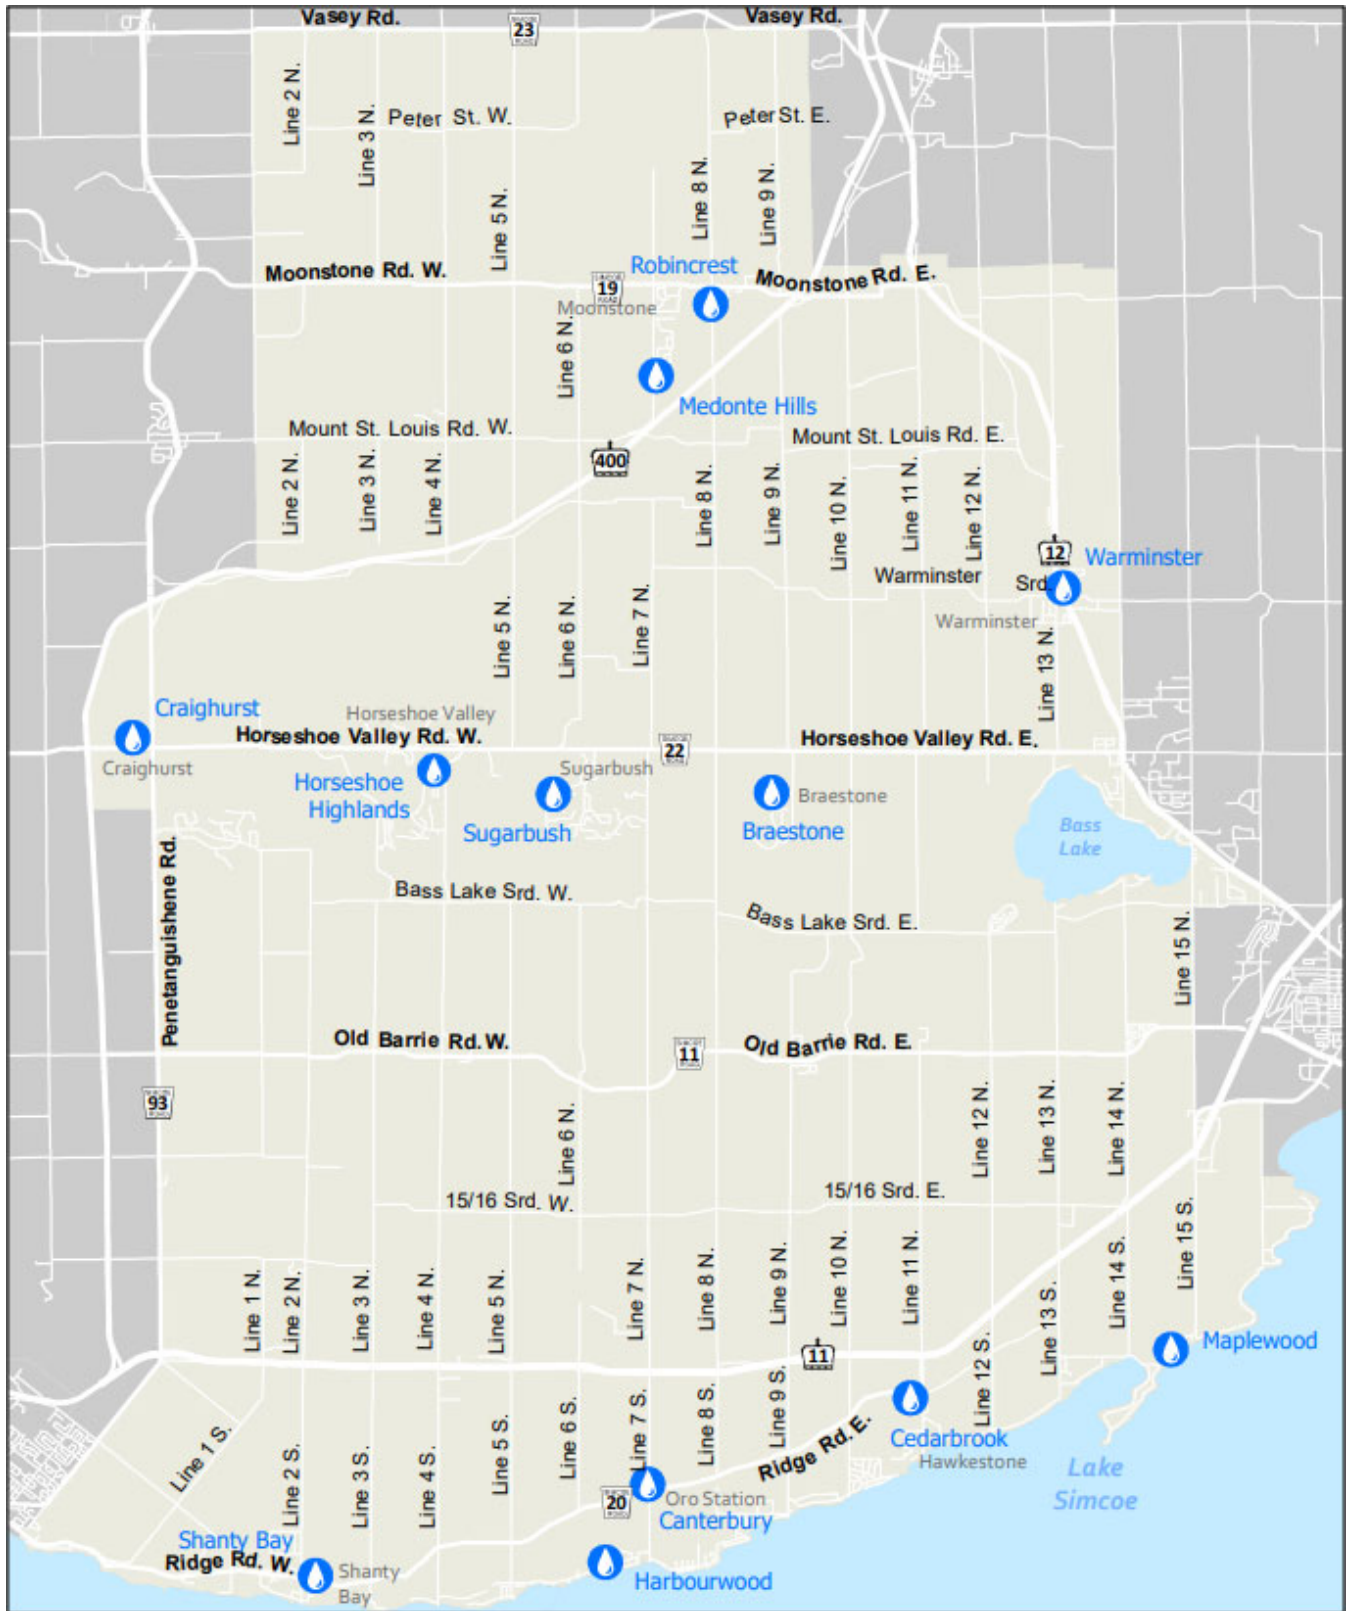 Vasey Rd.
Vasey Rd.
23
Line 2 N.
Line 3 N.
Peter St. W.
Peter St. E.
Line 5 N.
Line 8 N.
Line 9 N.
Robincrest
Moonstone Rd. W.
Moonstone Rd. E.
19
Moonstone
Line 6 N.
Medonte Hills
Mount St. Louis Rd. W.
Mount St. Louis Rd. E.
400
Line 2 N.
Line 3 N.
Line 4 N.
Line 8 N.
Line 9 N.
Line 10 N.
Line 11 N.
Line 12 N.
12
Warminster
Warminster Srd.
Warminster
Line 5 N.
Line 6 N.
Line 7 N.
Line 13 N.
Craighurst
Horseshoe Valley
Horseshoe Valley Rd. W.
22
Horseshoe Valley Rd. E.
Craighurst
Sugarbush
Horseshoe
Highlands
Braestone
Sugarbush
Braestone
Bass
Lake
Penetanguishene Rd.
Bass Lake Srd. W.
Bass Lake Srd. E.
Line 15 N.
Old Barrie Rd. W.
11
Old Barrie Rd. E.
93
Line 6 N.
Line 12 N.
Line 13 N.
Line 14 N.
15/16 Srd. W.
15/16 Srd. E.
Line 1 N.
Line 2 N.
Line 3 N.
Line 4 N.
Line 5 N.
Line 7 N.
Line 8 N.
Line 9 N.
Line 10 N.
Line 11 N.
Line 14 S.
Line 15 S.
Line 13 S.
11
Maplewood
Line 12 S.
Line 1 S.
Line 2 S.
Line 3 S.
Line 4 S.
Line 5 S.
Line 6 S.
Line 7 S.
Line 8 S.
Line 9 S.
Ridge Rd. E.
Cedarbrook
Hawkestone
Lake
Simcoe
20
Oro Station
Canterbury
Shanty Bay
Ridge Rd. W.
Shanty
Bay
Harbourwood